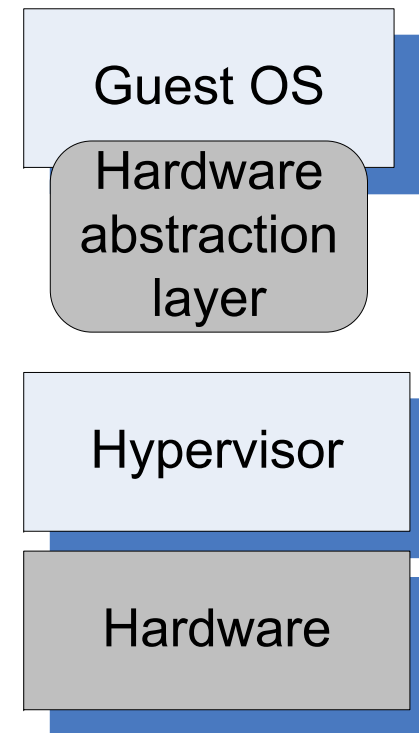 Guest OS
Hardware
abstraction
layer
Hypervisor
Hardware